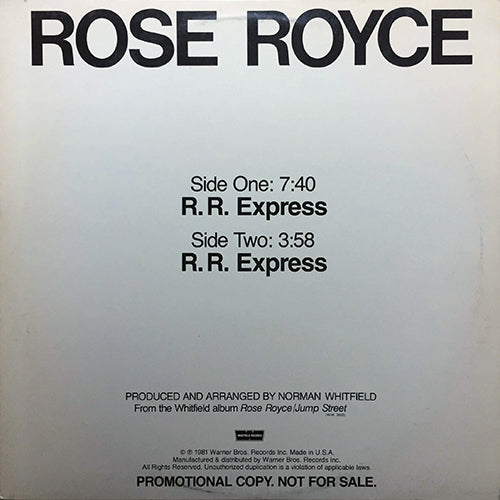 ROSE ROYCE
Side One: 7:40
R.R. Express
Side Two: 3:58
R.R. Express
PRODUCED AND ARRANGED BY NORMAN WHITFIELD
From the Whitfield album Rose Royce/Jump Street
WHITFIELD RECORDS
© ℗ 1981 Warner Bros. Records Inc. Made in U.S.A.
Manufactured & distributed by Warner Bros. Records Inc.
All Rights Reserved. Unauthorized duplication is a violation of applicable laws.
PROMOTIONAL COPY. NOT FOR SALE.